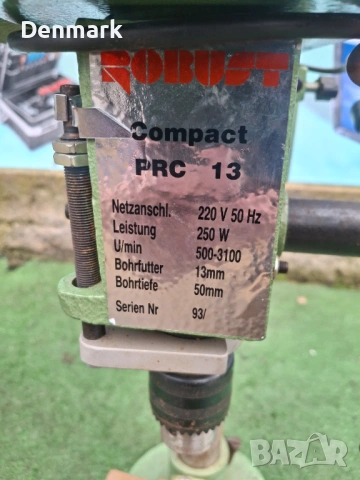 Denmark
ROBUST
Compact
PRC 13
Netzanschl. 220 V 50 Hz
Leistung 250 W
U/min 500-3100
Bohrfutter 13mm
Bohrtiefe 50mm
Serien Nr 93/
BAZAR